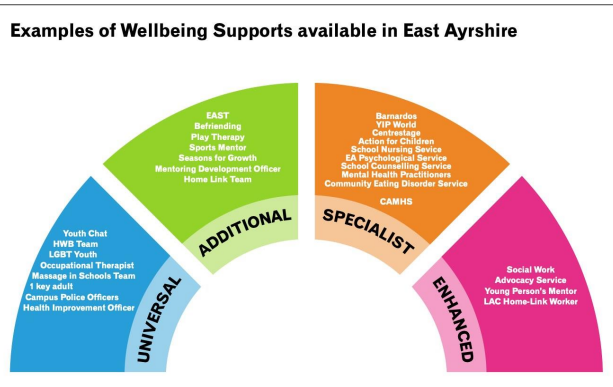 Examples of Wellbeing Supports available in East Ayrshire
Youth Chat
HWB Team
LGBT Youth
Occupational Therapist
Massage in Schools Team
1 key adult
Campus Police Officers
Health Improvement Officer
UNIVERSAL
EAST
Befriending
Play Therapy
Sports Mentor
Seasons for Growth
Mentoring Development Officer
Home Link Team
ADDITIONAL
Barnardos
YIP World
Centrestage
Action for Children
School Nursing Sevice
EA Psychological Service
School Counselling Service
Mental Health Practitioners
Community Eating Disorder Service
CAMHS
SPECIALIST
Social Work
Advocacy Service
Young Person's Mentor
LAC Home-Link Worker
ENHANCED